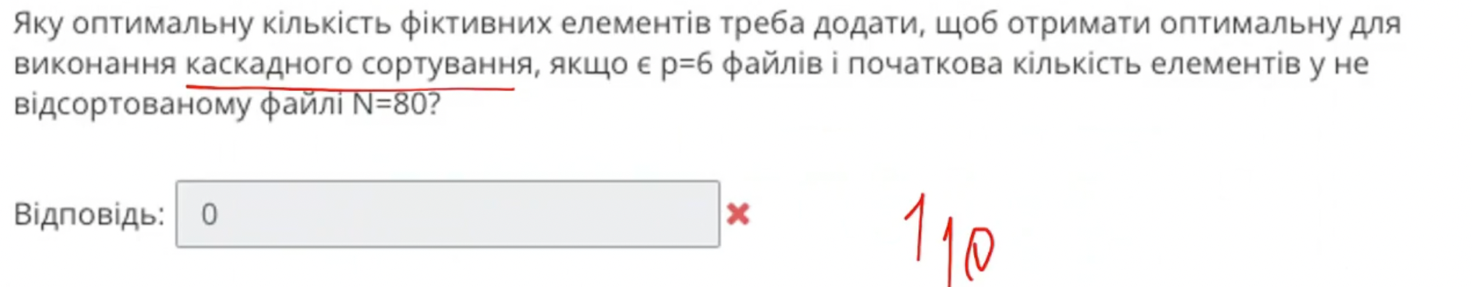 Яку оптимальну кількість фіктивних елементів треба додати, щоб отримати оптимальну для
виконання каскадного сортування, якщо є p=6 файлів і початкова кількість елементів у не
відсортованому файлі N=80?
Відповідь: 0
110